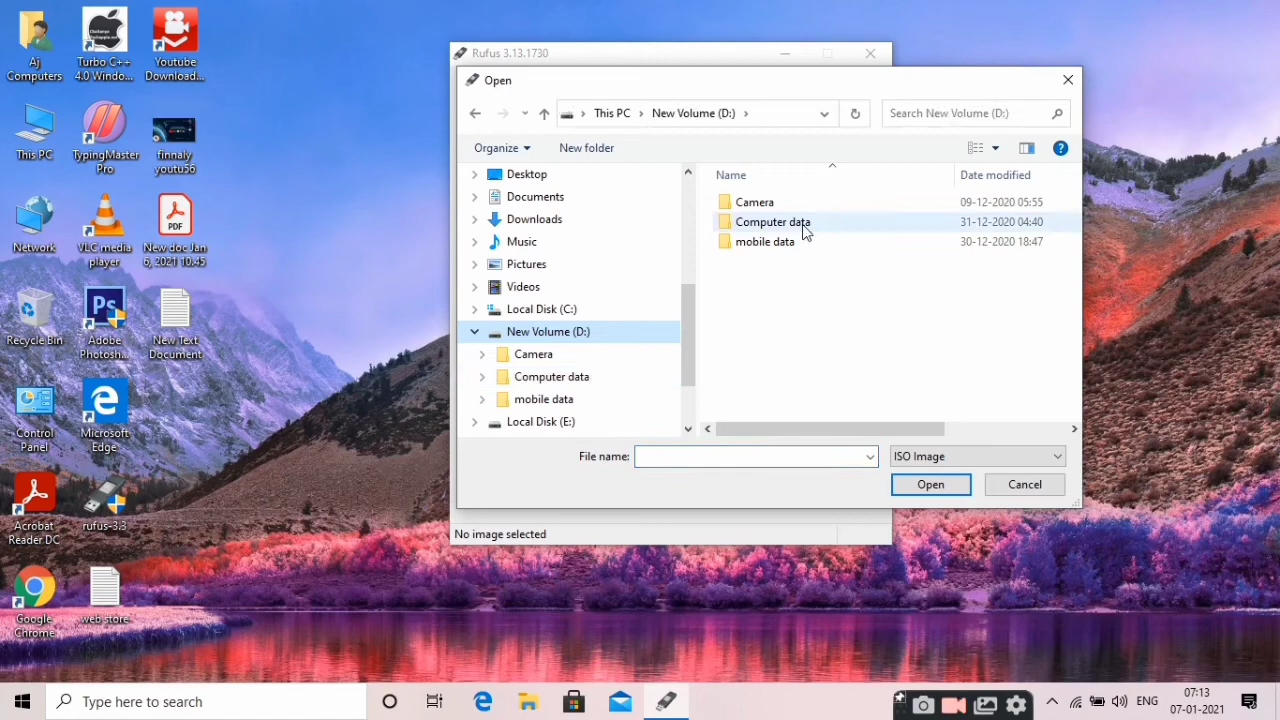 Aj
Computers
Turbo C++
4.0 Windo...
Youtube
Download...
This PC
TypingMaster
Pro
finnaly
youtu56
Network
VLC media
player
PDF
New doc Jan
6, 2021 10.45
Recycle Bin
Ps
Adobe
Photosh...
New Text
Document
Control
Panel
Microsoft
Edge
Acrobat
Reader DC
rufus-3.3
Google
Chrome
web store
Rufus 3.13.1730
Open
This PC > New Volume (D:) >
Search New Volume (D:)
Organize
New folder
Desktop
Documents
Downloads
Music
Pictures
Videos
Local Disk (C:)
New Volume (D:)
Camera
Computer data
mobile data
Local Disk (E:)
Name Date modified
Camera 09-12-2020 05:55
Computer data 31-12-2020 04:40
mobile data 30-12-2020 18:47
File name:
ISO Image
Open Cancel
No image selected
Type here to search
ENG
07:13
07-01-2021